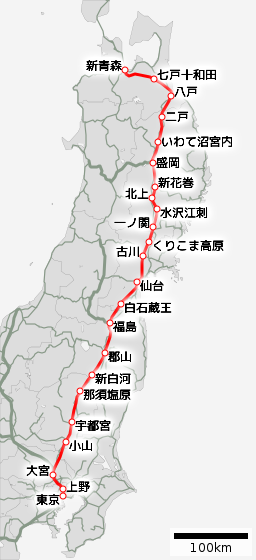 新青森
七戸十和田
八戸
二戸
いわて沼宮内
盛岡
新花巻
北上
水沢江刺
一ノ関
くりこま高原
古川
仙台
白石蔵王
福島
郡山
新白河
那須塩原
宇都宮
小山
大宮
上野
東京
100km